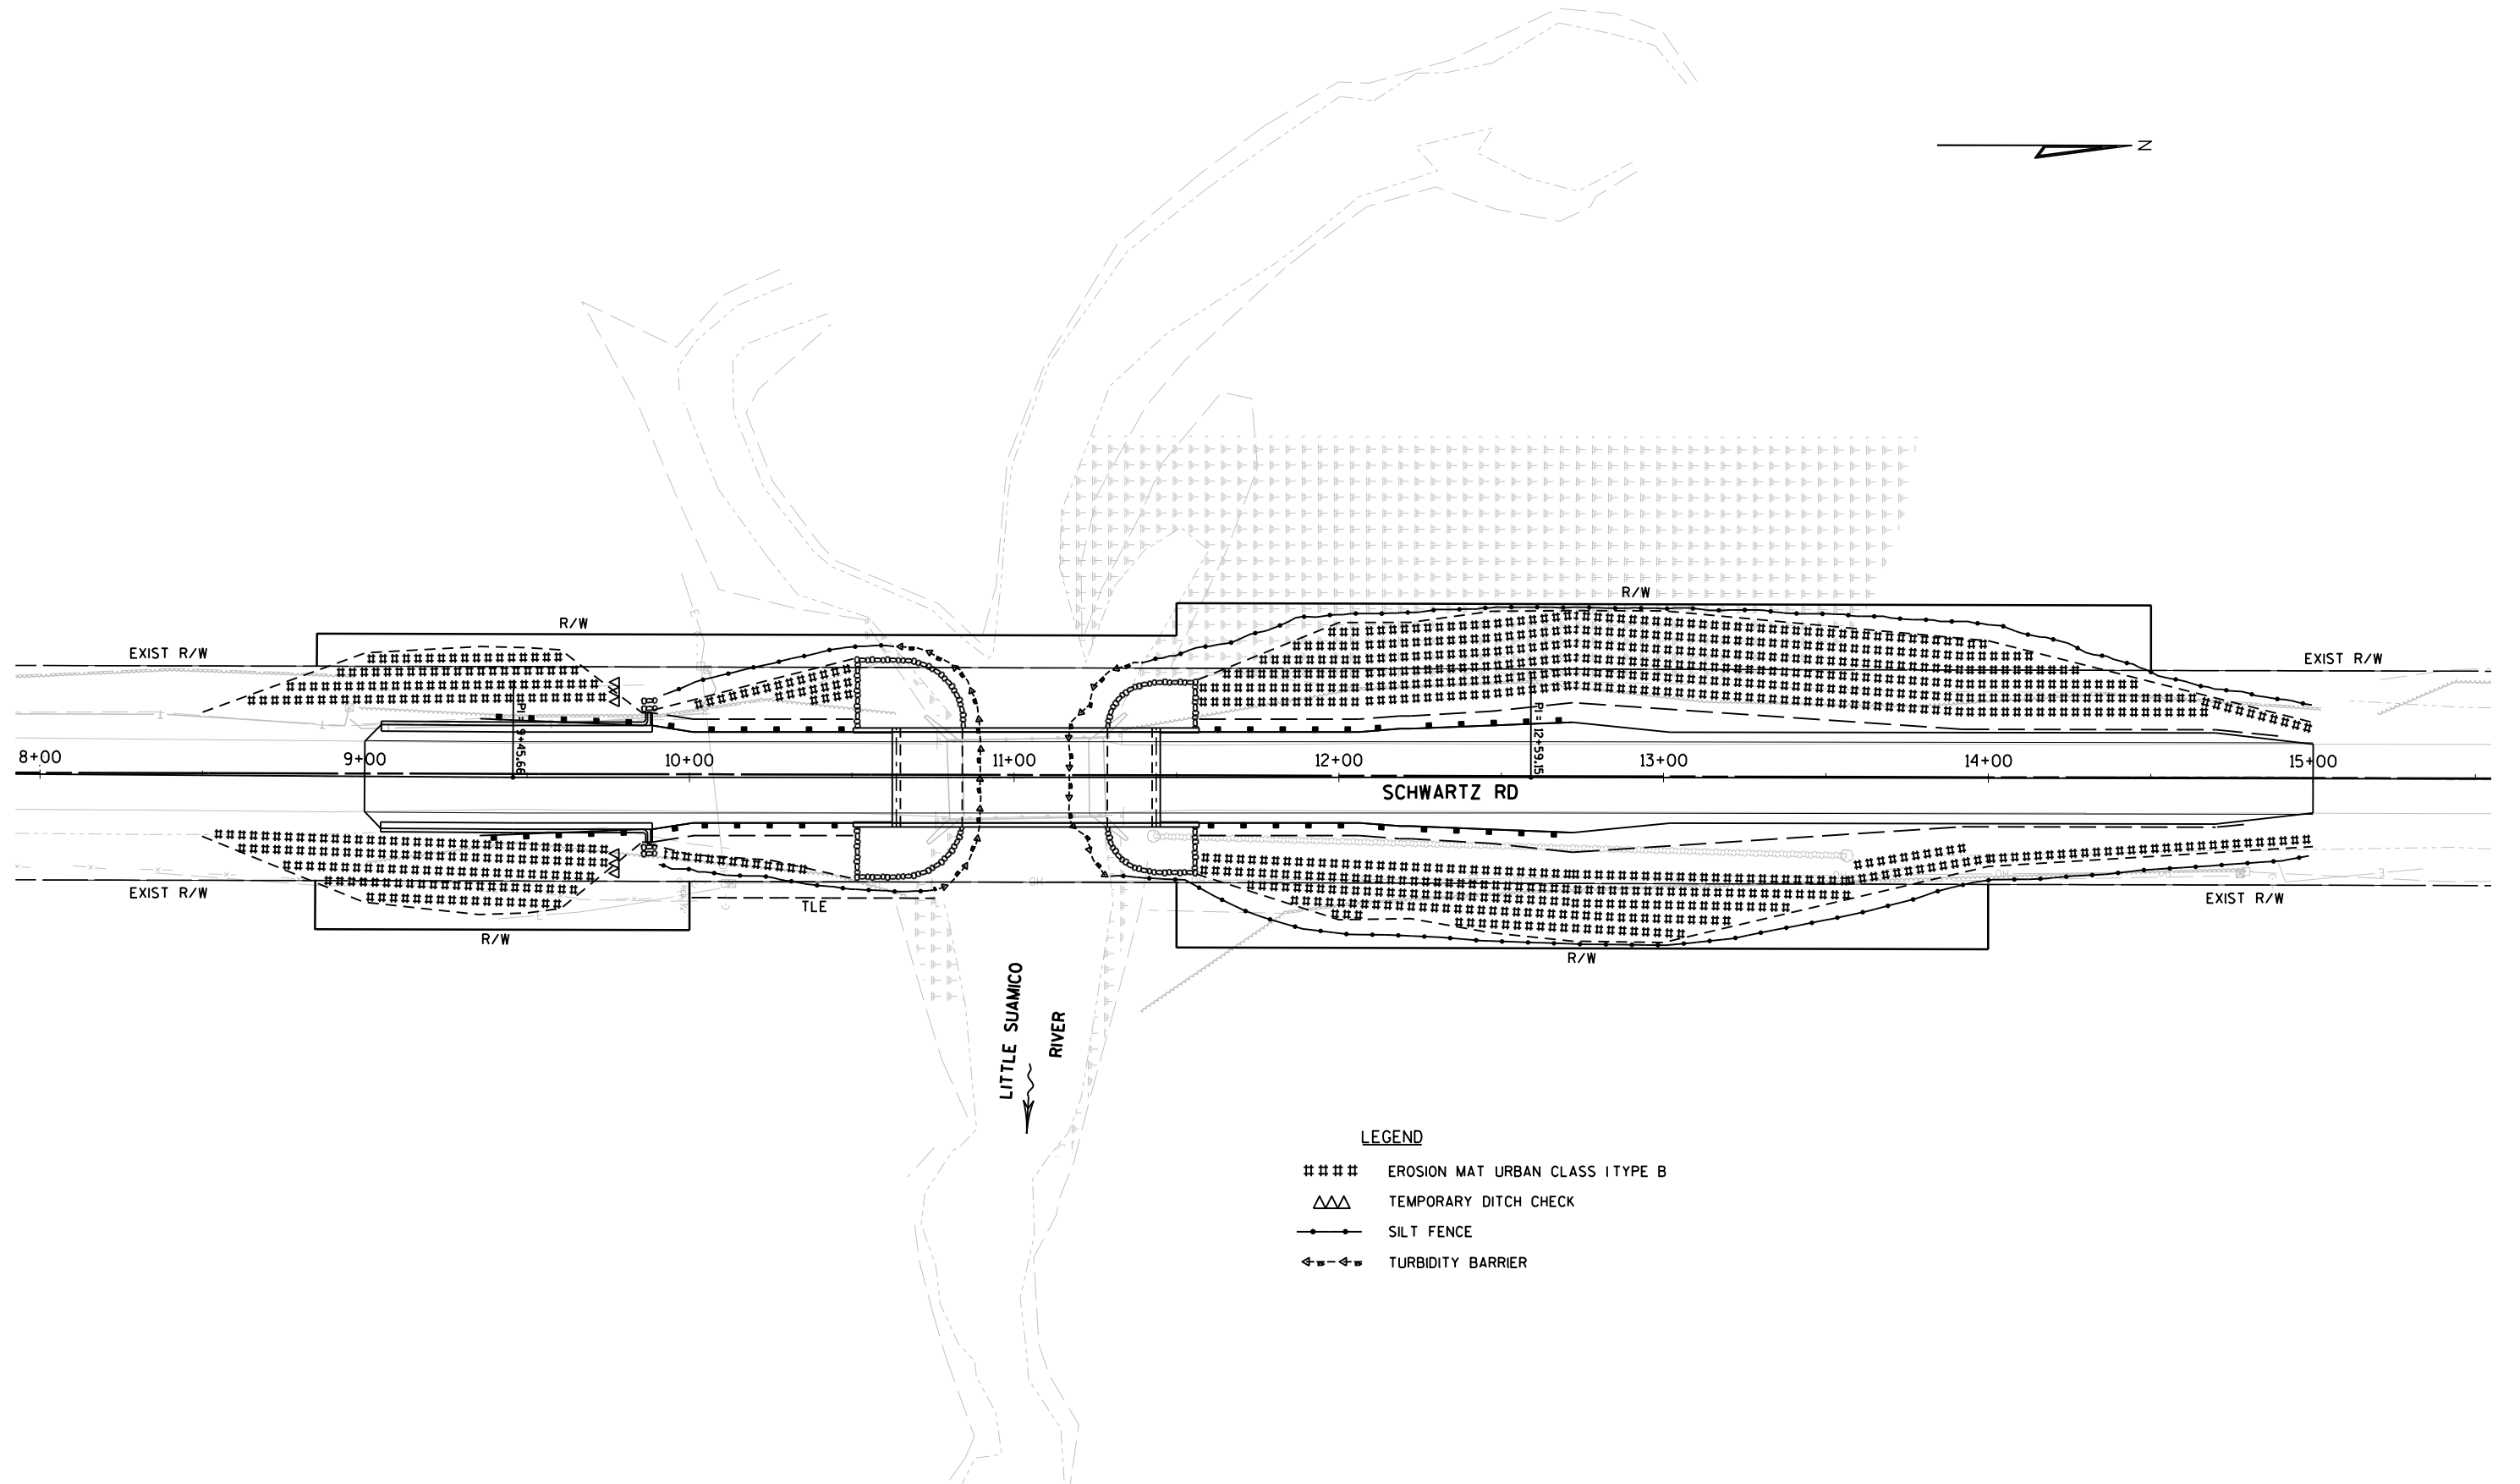 N
R/W
R/W
EXIST R/W
EXIST R/W
PI = 9+45.66
PI = 12+59.15
8+00
9+00
10+00
11+00
12+00
13+00
14+00
15+00
SCHWARTZ RD
EXIST R/W
TLE
EXIST R/W
R/W
R/W
LITTLE SUAMICO
RIVER
LEGEND
EROSION MAT URBAN CLASS I TYPE B
TEMPORARY DITCH CHECK
SILT FENCE
TURBIDITY BARRIER